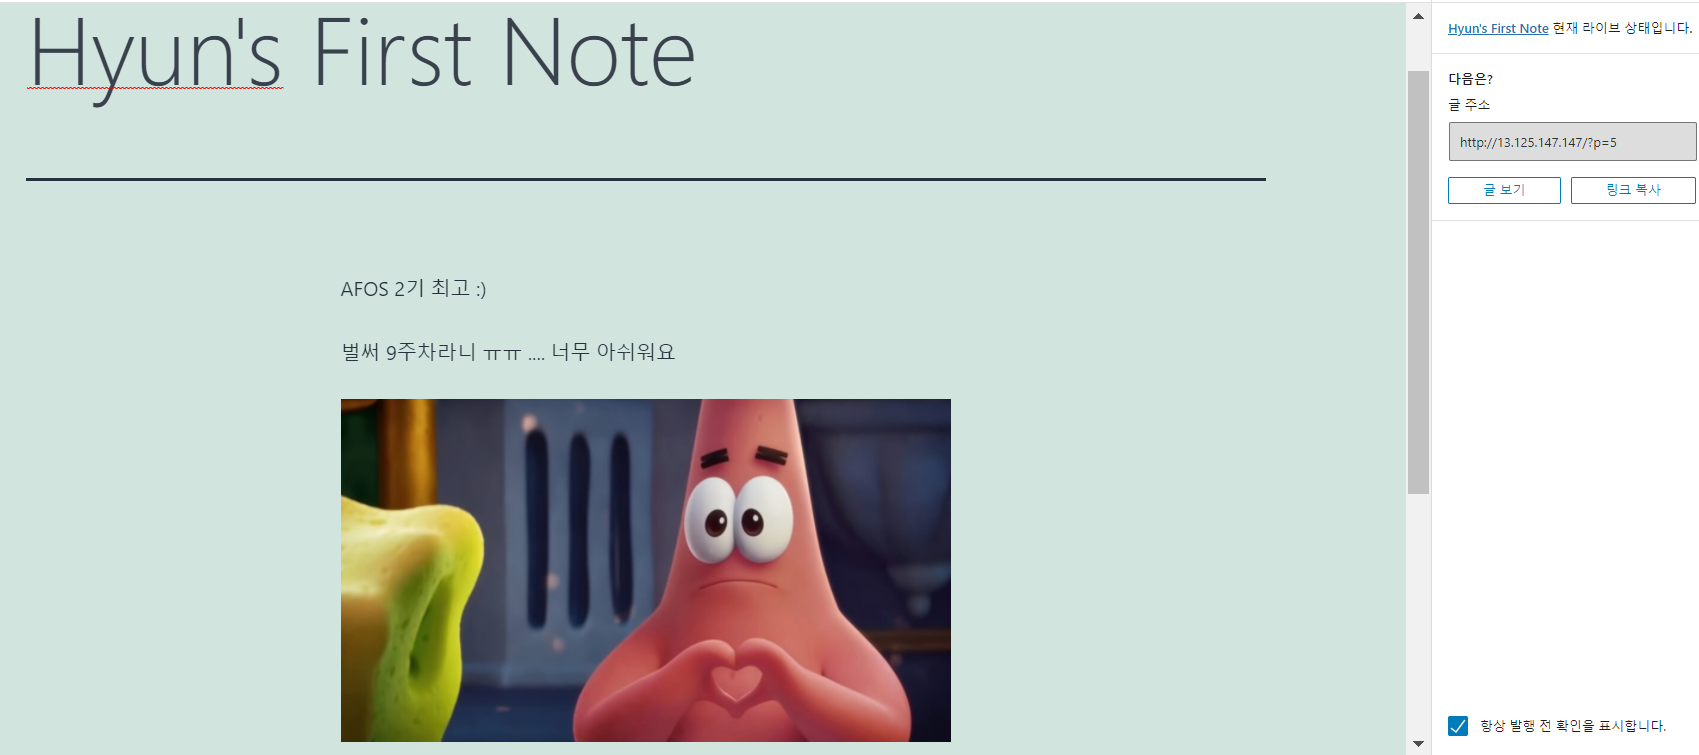 Hyun's First Note
AFOS 2기 최고 :)
벌써 9주차라니 ㅠㅠ .... 너무 아쉬워요
Hyun's First Note 현재 라이브 상태입니다.
다음은?
글 주소
http://13.125.147.147/?p=5
글 보기
링크 복사
항상 발행 전 확인을 표시합니다.